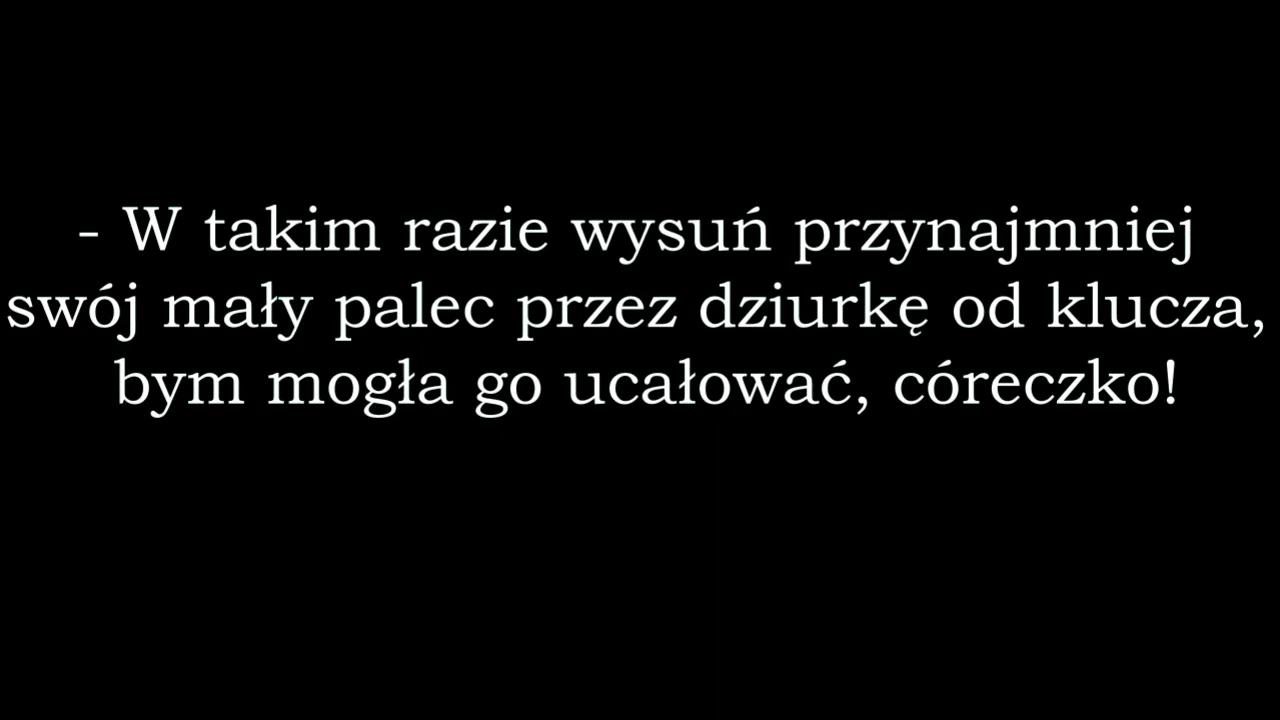 - W takim razie wysuń przynajmniej
swój mały palec przez dziurkę od klucza,
bym mogła go ucałować, córeczko!